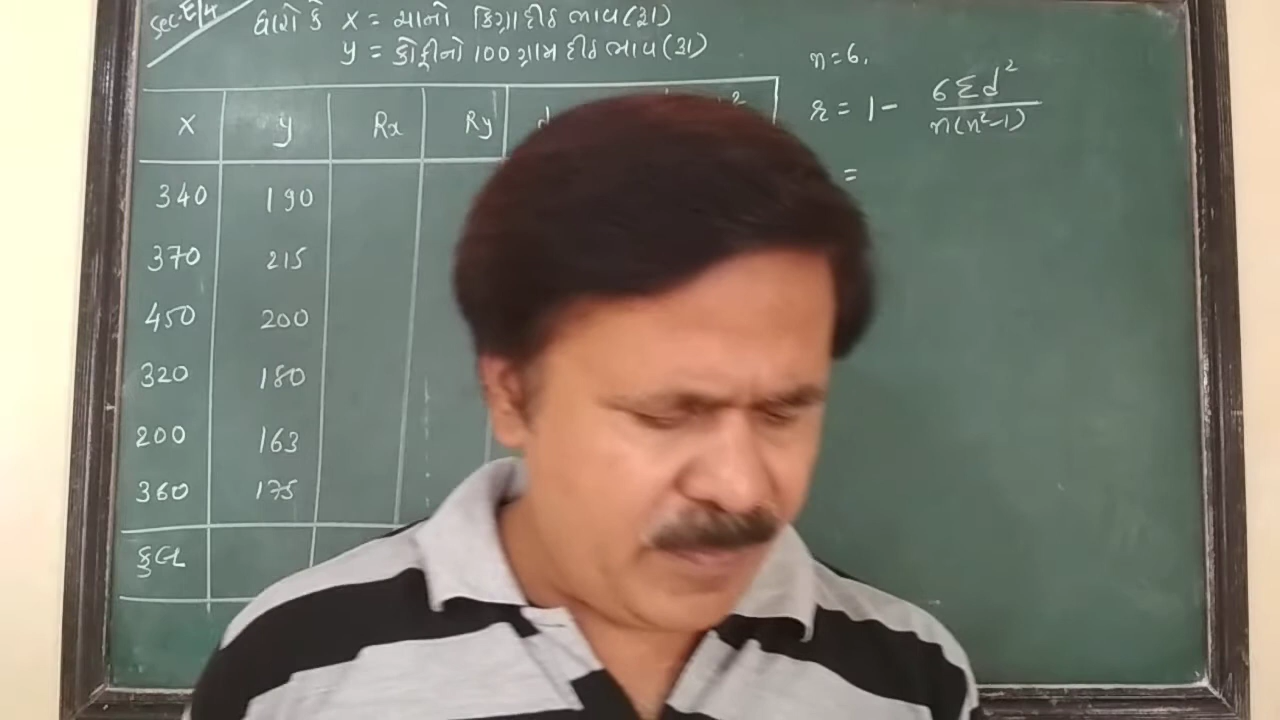 Sec-E/4
ધારો કે x = ચાનો કિગ્રા દીઠ ભાવ (રૂા)
y = કોફીનો 100 ગ્રામ દીઠ ભાવ (રૂા)
x y Rx Ry d
340 190
370 215
450 200
320 180
200 163
360 175
કુલ
n = 6.
r = 1 - 6Σd² / n(n²-1)
=